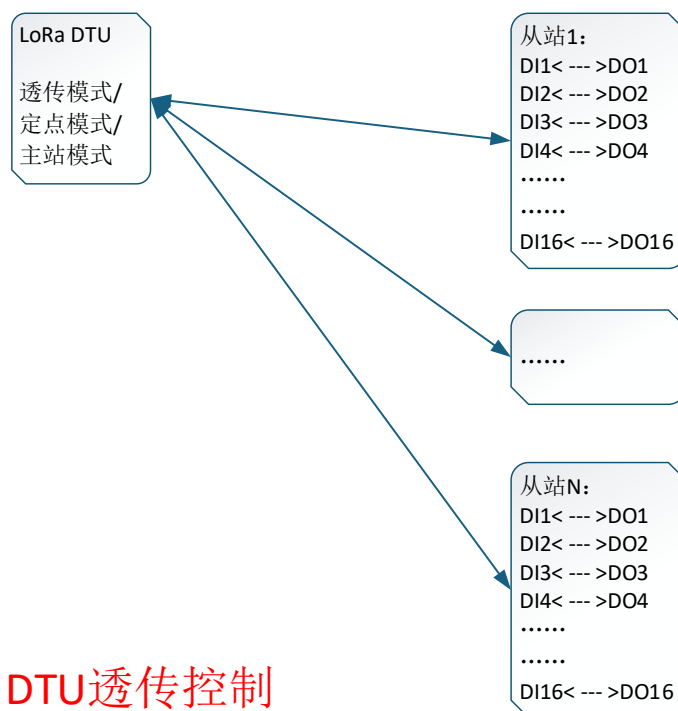 LoRa DTU
透传模式/
定点模式/
主站模式
从站1：
DI1< --- >DO1
DI2< --- >DO2
DI3< --- >DO3
DI4< --- >DO4
……
……
DI16< --- >DO16
……
从站N：
DI1< --- >DO1
DI2< --- >DO2
DI3< --- >DO3
DI4< --- >DO4
……
……
DI16< --- >DO16
DTU透传控制